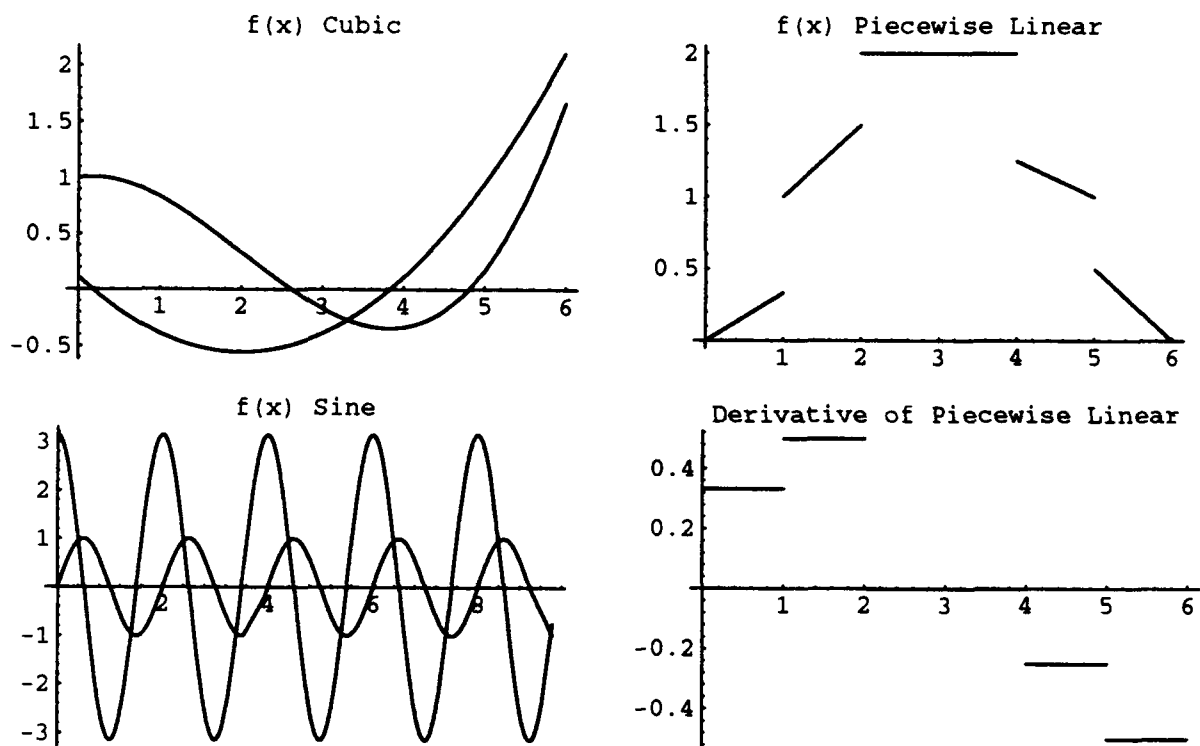 f(x) Cubic
2
1.5
1
0.5
-0.5
1 2 3 4 5 6
f(x) Piecewise Linear
2
1.5
1
0.5
1 2 3 4 5 6
f(x) Sine
3
2
1
-1
-2
-3
2 4 6 8
Derivative of Piecewise Linear
0.4
0.2
-0.2
-0.4
1 2 3 4 5 6